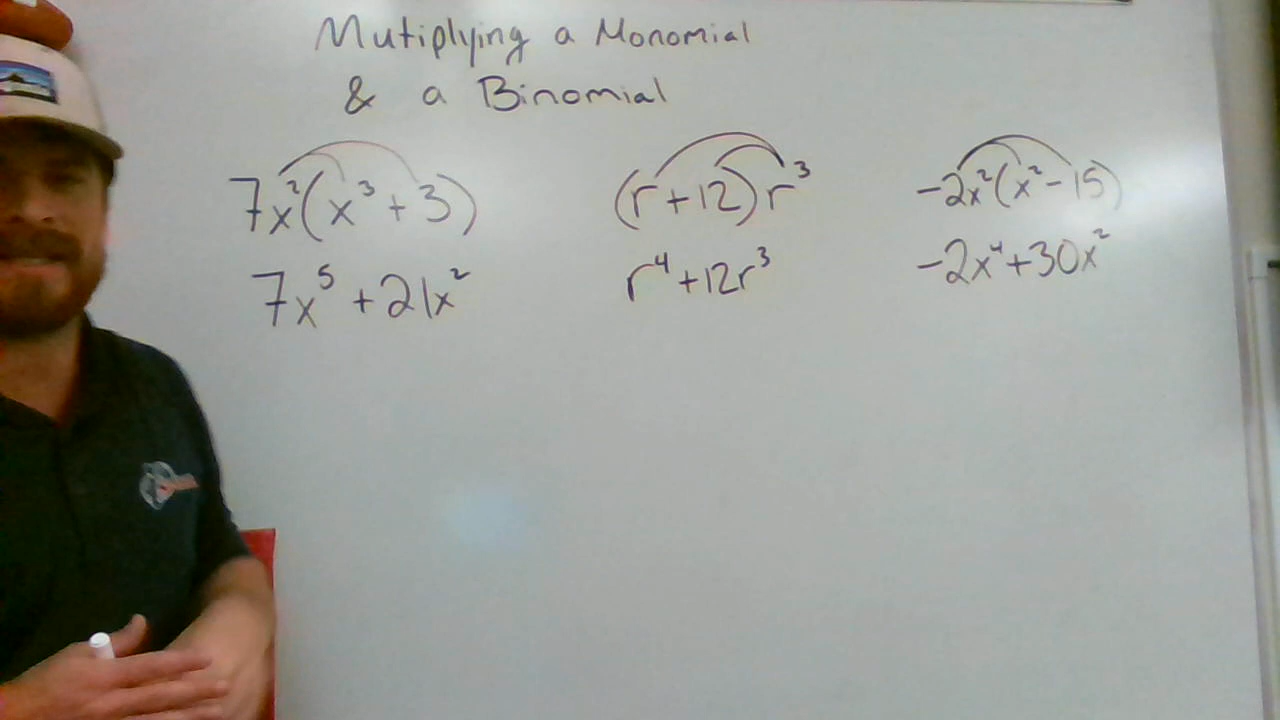 Mutiplying a Monomial
& a Binomial
7x²(x³+3)
7x⁵+21x²
(r+12)r³
r⁴+12r³
-2x²(x²-15)
-2x⁴+30x²